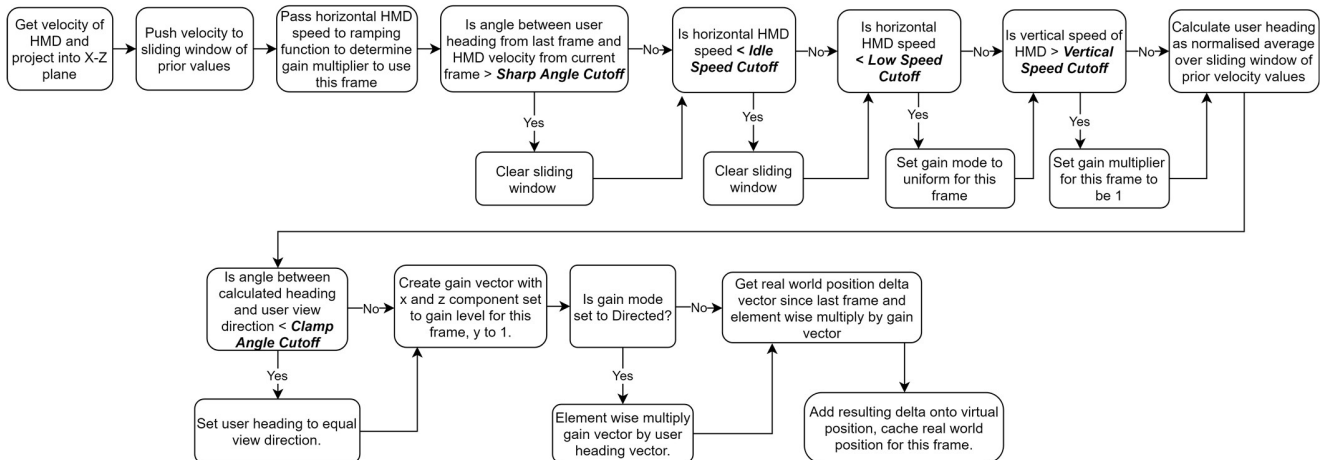 Get velocity of
HMD and
project into X-Z
plane
Push velocity to
sliding window of
prior values
Pass horizontal HMD
speed to ramping
function to determine
gain multiplier to use
this frame
Is angle between user
heading from last frame and
HMD velocity from current
frame > Sharp Angle Cutoff
No
Yes
Clear sliding
window
Is horizontal HMD
speed < Idle
Speed Cutoff
No
Yes
Clear sliding
window
Is horizontal
HMD speed
< Low Speed
Cutoff
No
Yes
Set gain mode to
uniform for this
frame
Is vertical speed of
HMD > Vertical
Speed Cutoff
No
Yes
Set gain multiplier
for this frame to
be 1
Calculate user heading
as normalised average
over sliding window of
prior velocity values
Is angle between
calculated heading
and user view
direction < Clamp
Angle Cutoff
No
Yes
Set user heading to equal
view direction.
Create gain vector with
x and z component set
to gain level for this
frame, y to 1.
Is gain mode
set to Directed?
No
Yes
Element wise multiply
gain vector by user
heading vector.
Get real world position delta
vector since last frame and
element wise multiply by gain
vector
Add resulting delta onto virtual
position, cache real world
position for this frame.